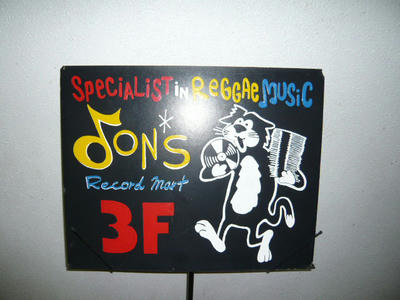 SPECIALIST iN REGGAE MUSiC
DON'S
Record Mart
3F